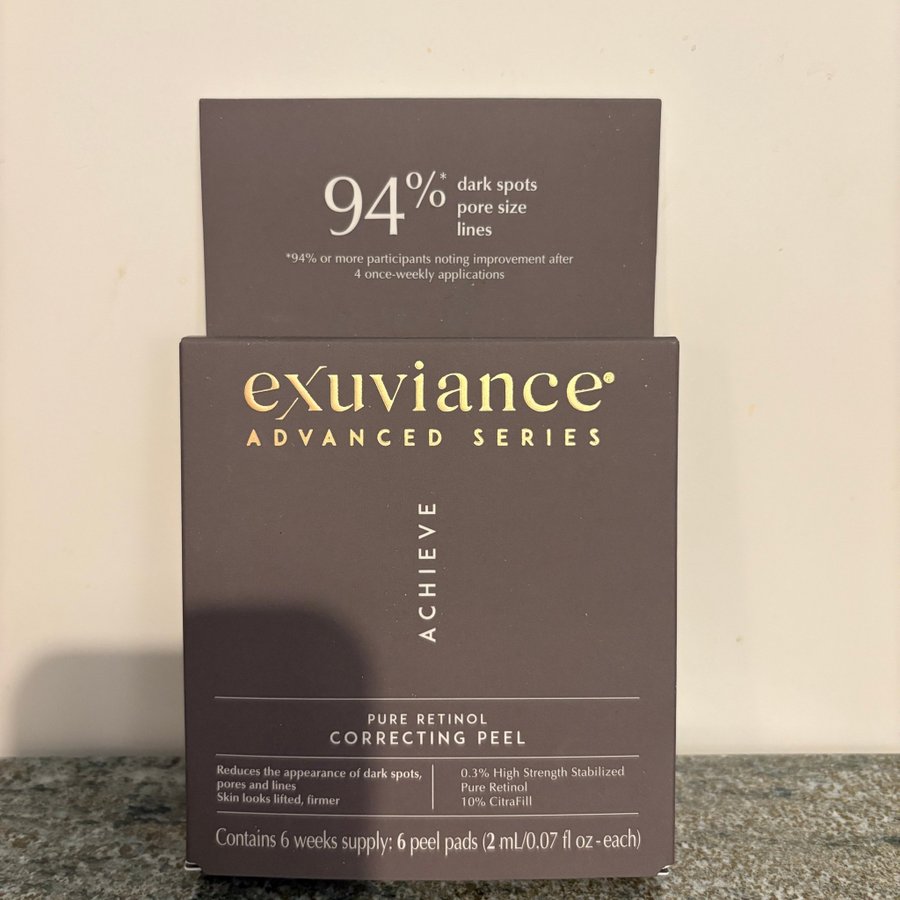 94%*
dark spots
pore size
lines
*94% or more participants noting improvement after
4 once-weekly applications
exuviance®
ADVANCED SERIES
ACHIEVE
PURE RETINOL
CORRECTING PEEL
Reduces the appearance of dark spots,
pores and lines
Skin looks lifted, firmer
0.3% High Strength Stabilized
Pure Retinol
10% CitraFill
Contains 6 weeks supply: 6 peel pads (2 mL/0.07 fl oz - each)